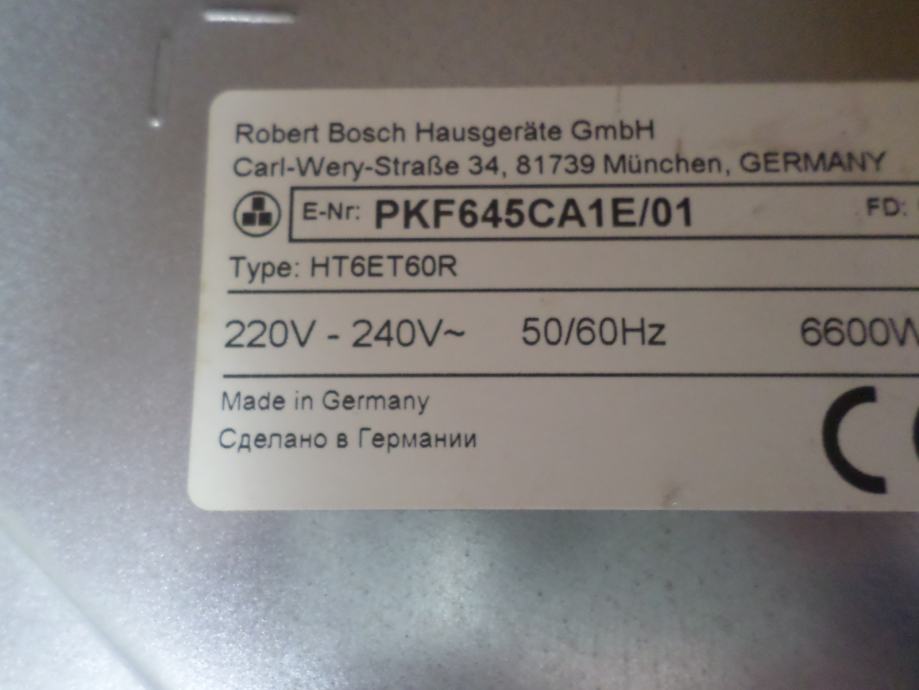 Robert Bosch Hausgeräte GmbH
Carl-Wery-Straße 34, 81739 München, GERMANY
E-Nr: PKF645CA1E/01 FD:
Type: HT6ET60R
220V - 240V~ 50/60Hz 6600W
Made in Germany
Сделано в Германии